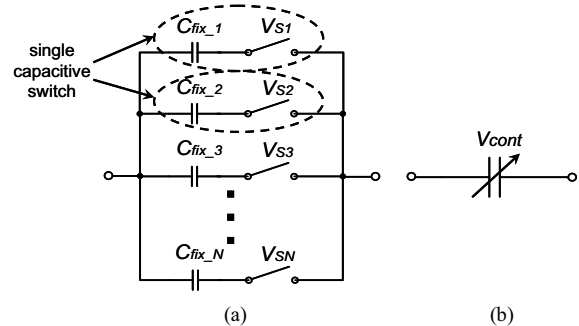 single
capacitive
switch
Cfix_1 VS1
Cfix_2 VS2
Cfix_3 VS3
Cfix_N VSN
Vcont
(a) (b)